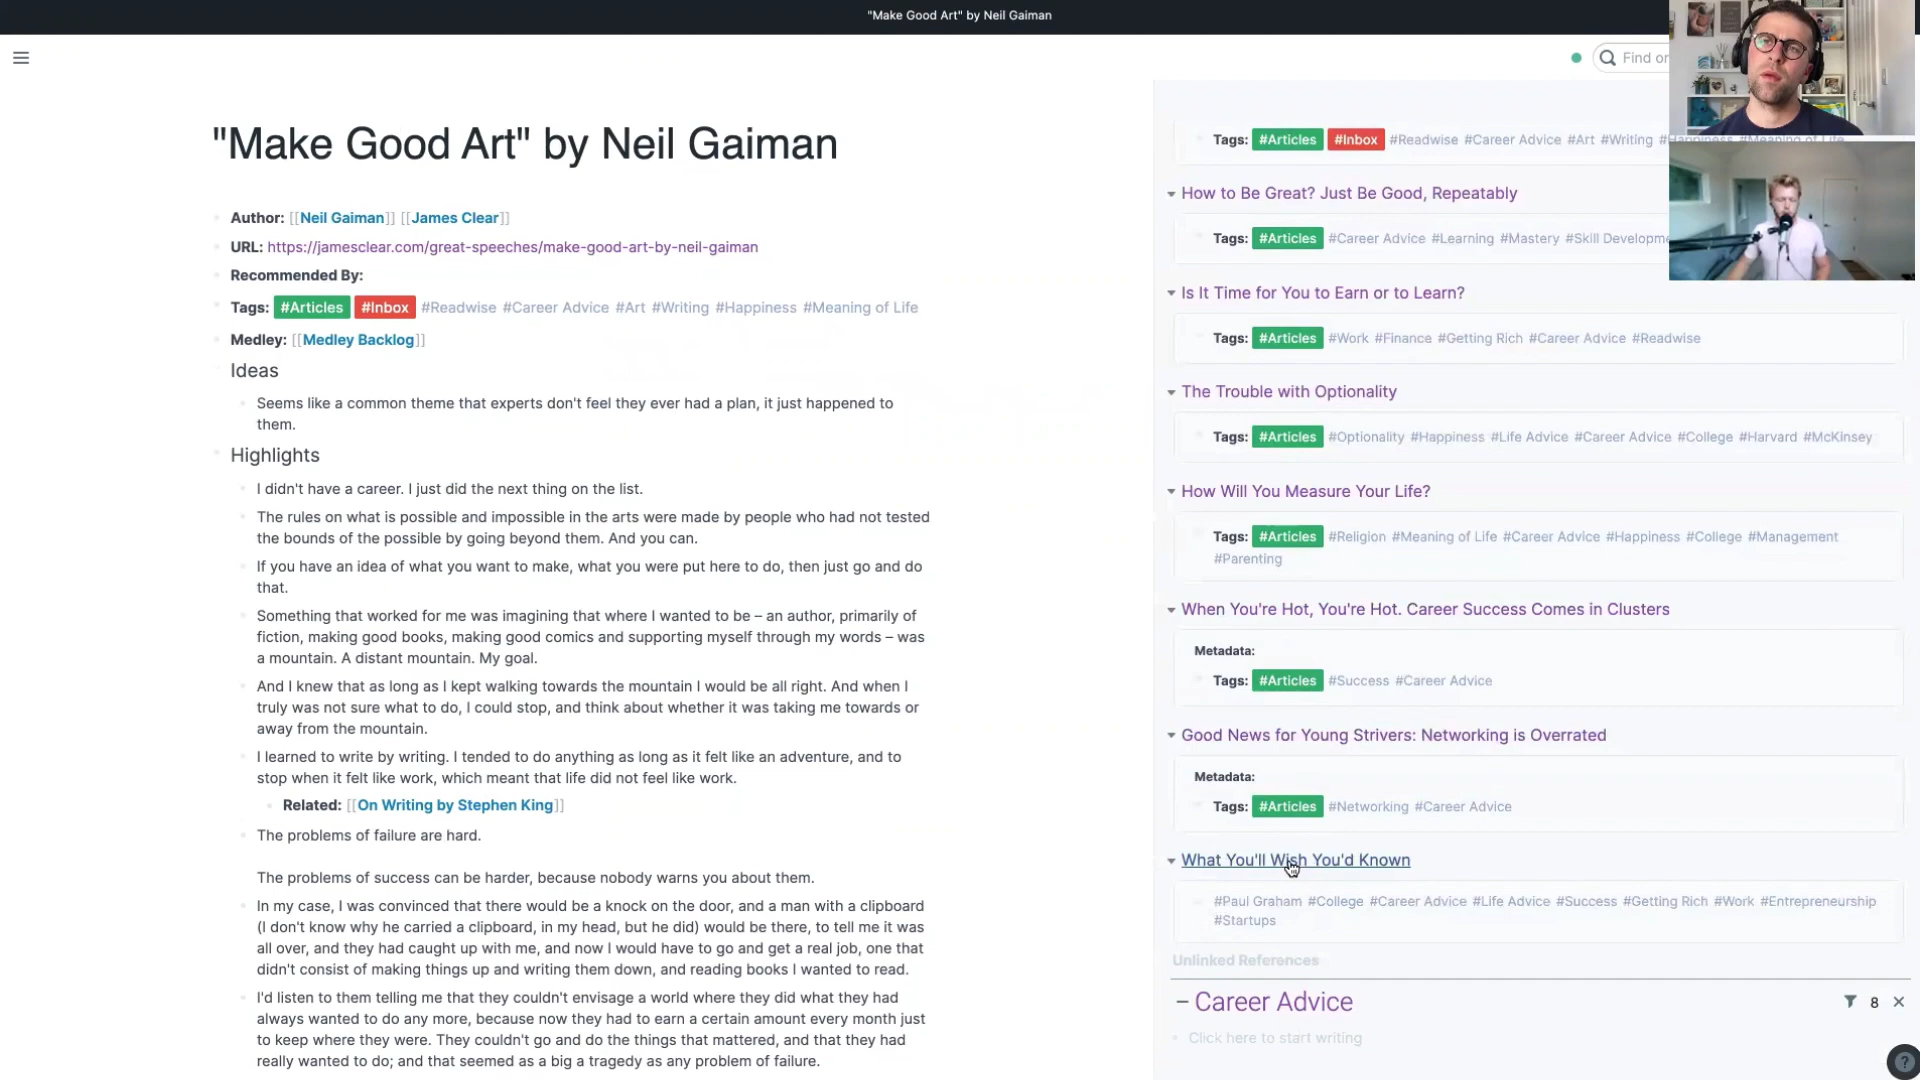 "Make Good Art" by Neil Gaiman
Find or
"Make Good Art" by Neil Gaiman
Author: [[Neil Gaiman]] [[James Clear]]
URL: https://jamesclear.com/great-speeches/make-good-art-by-neil-gaiman
Recommended By:
Tags: #Articles #Inbox #Readwise #Career Advice #Art #Writing #Happiness #Meaning of Life
Medley: [[Medley Backlog]]
Ideas
Seems like a common theme that experts don't feel they ever had a plan, it just happened to
them.
Highlights
I didn't have a career. I just did the next thing on the list.
The rules on what is possible and impossible in the arts were made by people who had not tested
the bounds of the possible by going beyond them. And you can.
If you have an idea of what you want to make, what you were put here to do, then just go and do
that.
Something that worked for me was imagining that where I wanted to be – an author, primarily of
fiction, making good books, making good comics and supporting myself through my words – was
a mountain. A distant mountain. My goal.
And I knew that as long as I kept walking towards the mountain I would be all right. And when I
truly was not sure what to do, I could stop, and think about whether it was taking me towards or
away from the mountain.
I learned to write by writing. I tended to do anything as long as it felt like an adventure, and to
stop when it felt like work, which meant that life did not feel like work.
Related: [[On Writing by Stephen King]]
The problems of failure are hard.
The problems of success can be harder, because nobody warns you about them.
In my case, I was convinced that there would be a knock on the door, and a man with a clipboard
(I don't know why he carried a clipboard, in my head, but he did) would be there, to tell me it was
all over, and they had caught up with me, and now I would have to go and get a real job, one that
didn't consist of making things up and writing them down, and reading books I wanted to read.
I'd listen to them telling me that they couldn't envisage a world where they did what they had
always wanted to do any more, because now they had to earn a certain amount every month just
to keep where they were. They couldn't go and do the things that mattered, and that they had
really wanted to do; and that seemed as a big a tragedy as any problem of failure.
Tags: #Articles #Inbox #Readwise #Career Advice #Art #Writing #Happiness #Meaning of Life
How to Be Great? Just Be Good, Repeatably
Tags: #Articles #Career Advice #Learning #Mastery #Skill Developme
Is It Time for You to Earn or to Learn?
Tags: #Articles #Work #Finance #Getting Rich #Career Advice #Readwise
The Trouble with Optionality
Tags: #Articles #Optionality #Happiness #Life Advice #Career Advice #College #Harvard #McKinsey
How Will You Measure Your Life?
Tags: #Articles #Religion #Meaning of Life #Career Advice #Happiness #College #Management
#Parenting
When You're Hot, You're Hot. Career Success Comes in Clusters
Metadata:
Tags: #Articles #Success #Career Advice
Good News for Young Strivers: Networking is Overrated
Metadata:
Tags: #Articles #Networking #Career Advice
What You'll Wish You'd Known
#Paul Graham #College #Career Advice #Life Advice #Success #Getting Rich #Work #Entrepreneurship
#Startups
Unlinked References
Career Advice
8
Click here to start writing
?